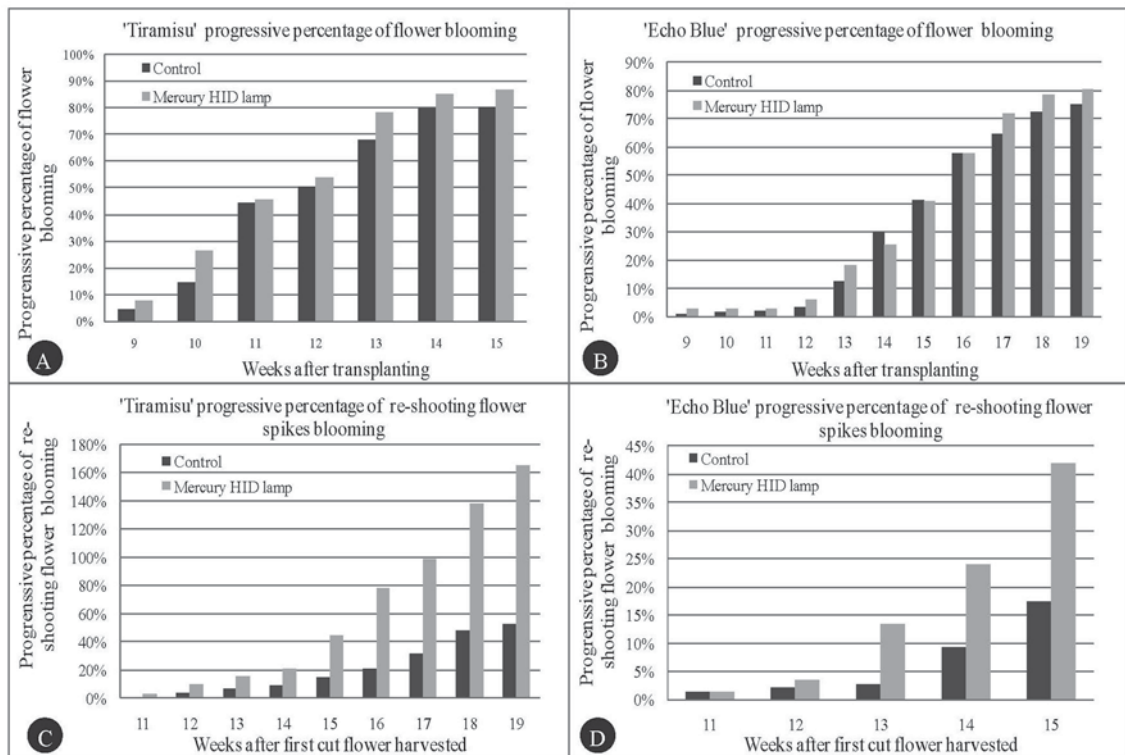 'Tiramisu' progressive percentage of flower blooming
Progrenssive percentage of flower
blooming
100%
90%
80%
70%
60%
50%
40%
30%
20%
10%
0%
Control
Mercury HID lamp
9 10 11 12 13 14 15
Weeks after transplanting
A
'Echo Blue' progressive percentage of flower blooming
Progrenssive percentage of flower
blooming
90%
80%
70%
60%
50%
40%
30%
20%
10%
0%
Control
Mercury HID lamp
9 10 11 12 13 14 15 16 17 18 19
Weeks after transplanting
B
'Tiramisu' progressive percentage of re-shooting flower
spikes blooming
Progrenssive percentage of re-
shooting flower blooming
180%
160%
140%
120%
100%
80%
60%
40%
20%
0%
Control
Mercury HID lamp
11 12 13 14 15 16 17 18 19
Weeks after first cut flower harvested
C
'Echo Blue' progressive percentage of re-shooting flower
spikes blooming
Progrenssive percentage of re-
shooting flower blooming
45%
40%
35%
30%
25%
20%
15%
10%
5%
0%
Control
Mercury HID lamp
11 12 13 14 15
Weeks after first cut flower harvested
D